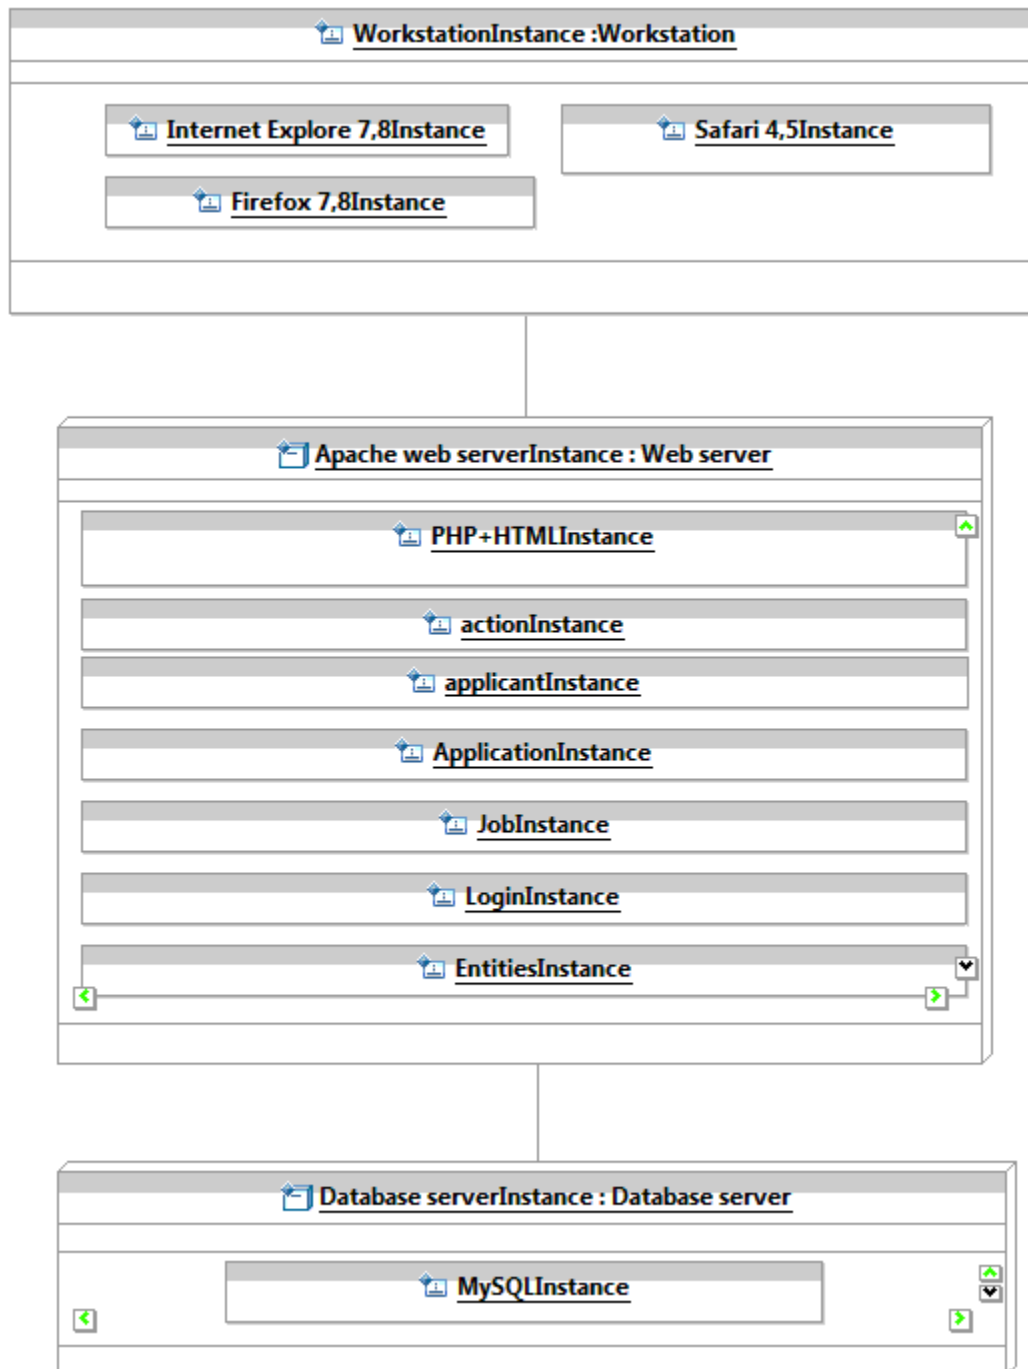 WorkstationInstance :Workstation
Internet Explore 7,8Instance
Safari 4,5Instance
Firefox 7,8Instance
Apache web serverInstance : Web server
PHP+HTMLInstance
actionInstance
applicantInstance
ApplicationInstance
JobInstance
LoginInstance
EntitiesInstance
Database serverInstance : Database server
MySQLInstance